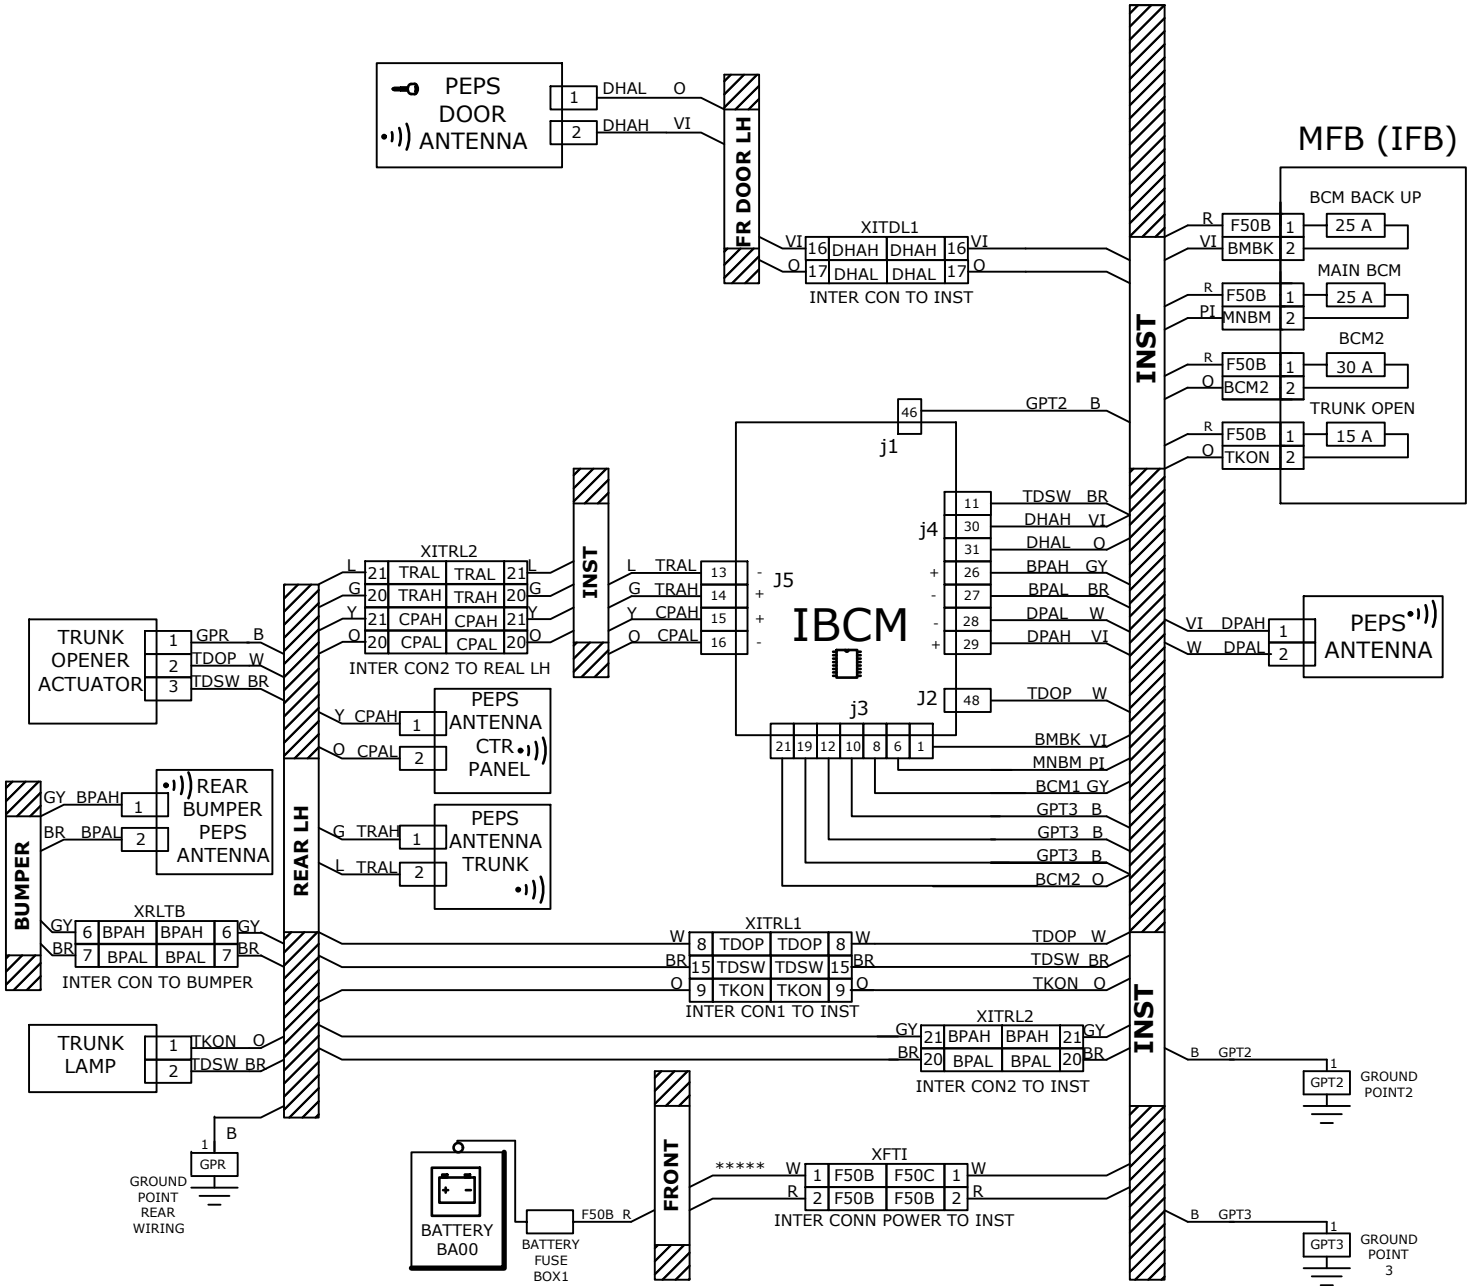 PEPS
DOOR
ANTENNA
1 DHAL O
2 DHAH VI
FR DOOR LH
XITDL1
VI 16 DHAH DHAH 16 VI
O 17 DHAL DHAL 17 O
INTER CON TO INST
INST
MFB (IFB)
BCM BACK UP
R F50B 1 25 A
VI BMBK 2
MAIN BCM
R F50B 1 25 A
PI MNBM 2
BCM2
R F50B 1 30 A
O BCM2 2
TRUNK OPEN
R F50B 1 15 A
O TKON 2
46 GPT2 B
j1
IBCM
j4
11 TDSW BR
30 DHAH VI
31 DHAL O
+ 26 BPAH GY
- 27 BPAL BR
- 28 DPAL W
+ 29 DPAH VI
J2 48 TDOP W
j3
21 19 12 10 8 6 1
BMBK VI
MNBM PI
BCM1 GY
GPT3 B
GPT3 B
GPT3 B
BCM2 O
J5
L TRAL 13 -
G TRAH 14 +
Y CPAH 15 +
O CPAL 16 -
INST
XITRL2
L 21 TRAL TRAL 21 L
G 20 TRAH TRAH 20 G
Y 21 CPAH CPAH 21 Y
O 20 CPAL CPAL 20 O
INTER CON2 TO REAL LH
VI DPAH 1
W DPAL 2
PEPS
ANTENNA
TRUNK
OPENER
ACTUATOR
1 GPR B
2 TDOP W
3 TDSW BR
REAR LH
Y CPAH 1
O CPAL 2
PEPS
ANTENNA
CTR
PANEL
G TRAH 1
L TRAL 2
PEPS
ANTENNA
TRUNK
BUMPER
GY BPAH 1
BR BPAL 2
REAR
BUMPER
PEPS
ANTENNA
XRLTB
GY 6 BPAH BPAH 6 GY
BR 7 BPAL BPAL 7 BR
INTER CON TO BUMPER
XITRL1
W 8 TDOP TDOP 8 W TDOP W
BR 15 TDSW TDSW 15 BR TDSW BR
O 9 TKON TKON 9 O TKON O
INTER CON1 TO INST
INST
XITRL2
GY 21 BPAH BPAH 21 GY
BR 20 BPAL BPAL 20 BR
INTER CON2 TO INST
TRUNK
LAMP
1 TKON O
2 TDSW BR
B
1
GPR
GROUND
POINT
REAR
WIRING
B GPT2 1
GPT2
GROUND
POINT2
+ -
BATTERY
BA00
BATTERY
FUSE
BOX1
F50B R
FRONT
XFTI
***** W 1 F50B F50C 1 W
R 2 F50B F50B 2 R
INTER CONN POWER TO INST
B GPT3 1
GPT3
GROUND
POINT
3